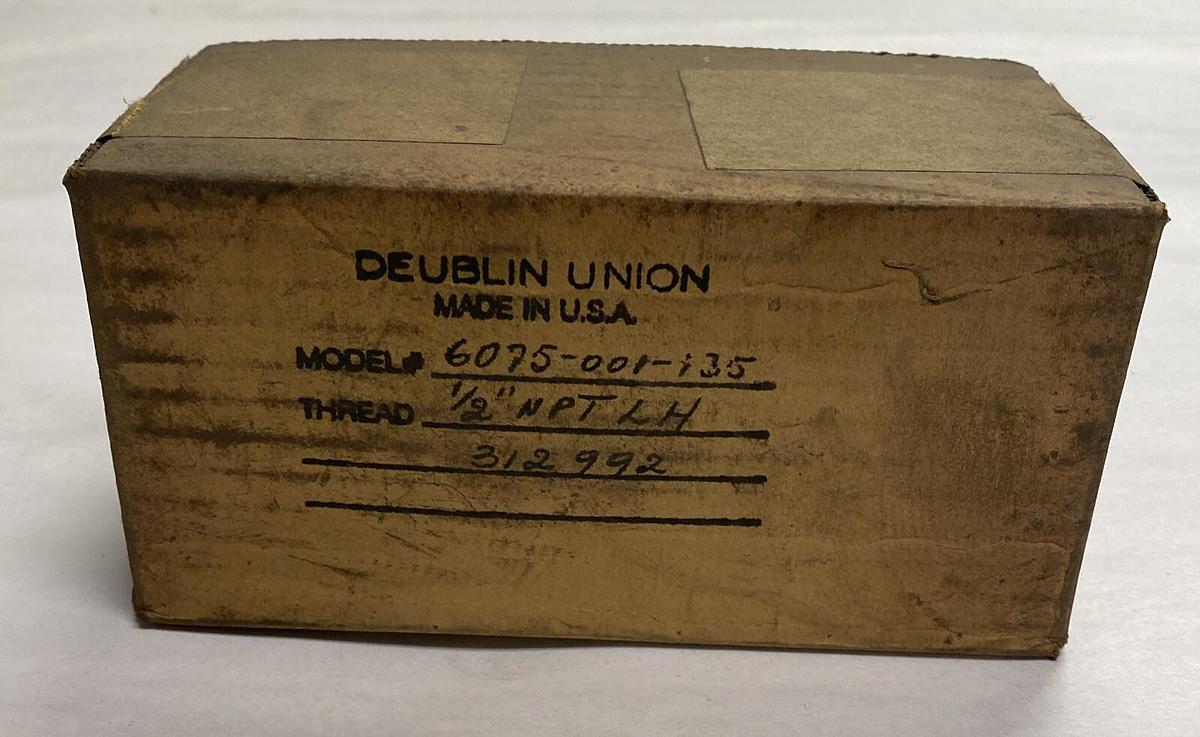 DEUBLIN UNION
MADE IN U.S.A.
MODEL# 6075-001-135
THREAD 1/2" NPT LH
312992